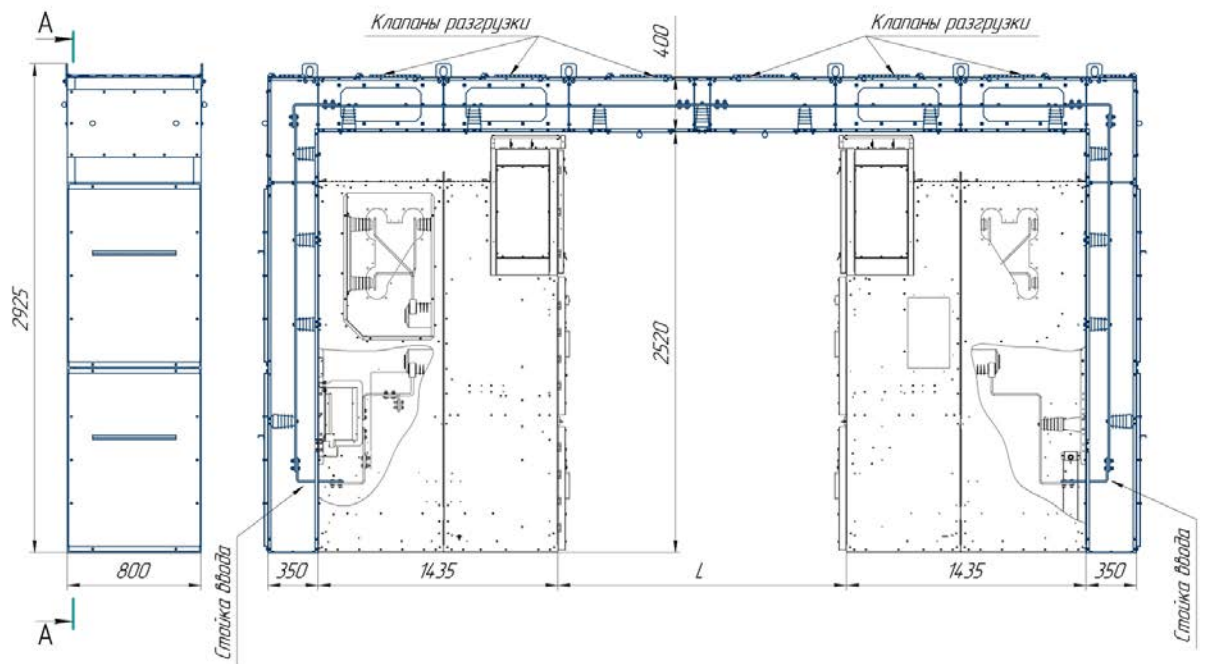 А
Клапаны разгрузки
Клапаны разгрузки
400
2925
2520
800
350
1435
L
1435
350
Стойка ввода
Стойка ввода
А